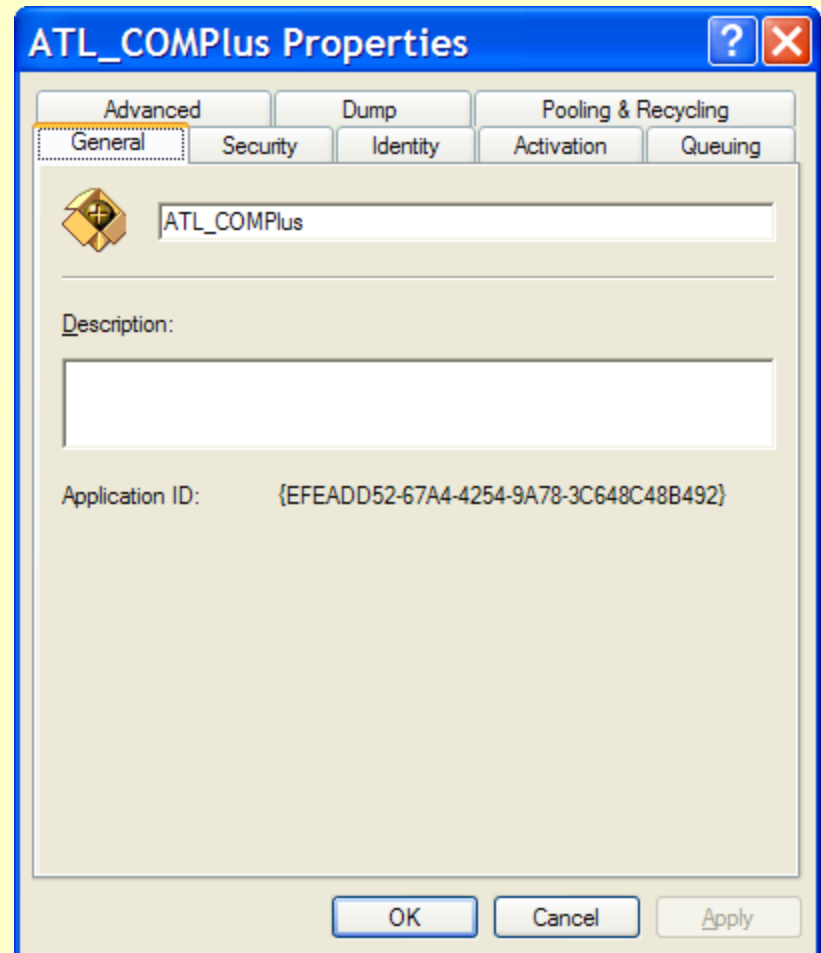 ATL_COMPlus Properties
Advanced Dump Pooling & Recycling
General Security Identity Activation Queuing
ATL_COMPlus
Description:
Application ID: {EFEADD52-67A4-4254-9A78-3C648C48B492}
OK Cancel Apply